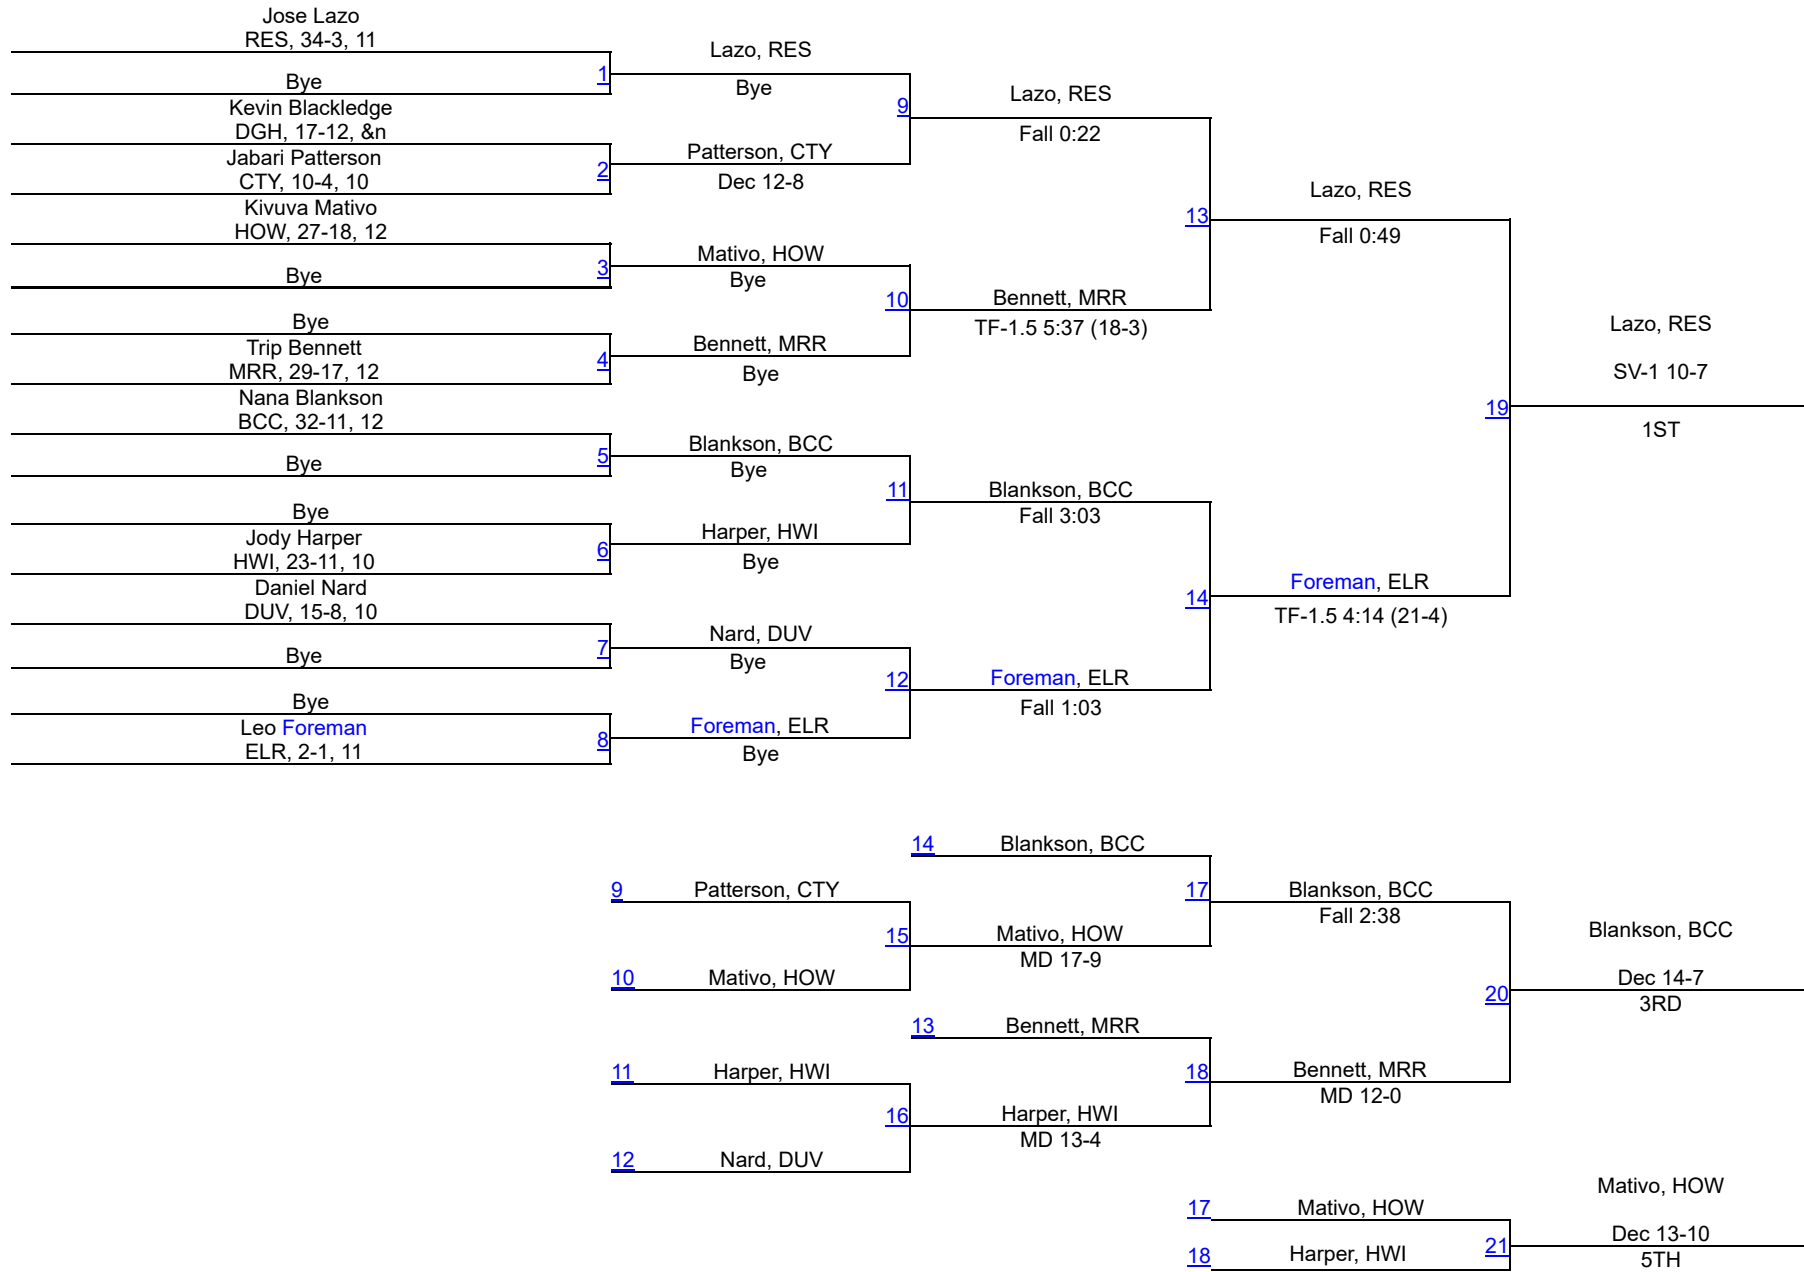 Jose Lazo
RES, 34-3, 11
Bye
1
Kevin Blackledge
DGH, 17-12, &n
Jabari Patterson
CTY, 10-4, 10
2
Kivuva Mativo
HOW, 27-18, 12
Bye
3
Bye
Trip Bennett
MRR, 29-17, 12
4
Nana Blankson
BCC, 32-11, 12
Bye
5
Bye
Jody Harper
HWI, 23-11, 10
6
Daniel Nard
DUV, 15-8, 10
Bye
7
Bye
Leo Foreman
ELR, 2-1, 11
8
Lazo, RES
Bye
9
Patterson, CTY
Dec 12-8
Mativo, HOW
Bye
10
Bennett, MRR
Bye
Blankson, BCC
Bye
11
Harper, HWI
Bye
Nard, DUV
Bye
12
Foreman, ELR
Bye
Lazo, RES
Fall 0:22
13
Bennett, MRR
TF-1.5 5:37 (18-3)
Blankson, BCC
Fall 3:03
14
Foreman, ELR
Fall 1:03
Lazo, RES
Fall 0:49
19
Foreman, ELR
TF-1.5 4:14 (21-4)
Lazo, RES
SV-1 10-7
1ST
14
Blankson, BCC
9
Patterson, CTY
15
10
Mativo, HOW
Mativo, HOW
MD 17-9
17
Blankson, BCC
Fall 2:38
13
Bennett, MRR
11
Harper, HWI
16
12
Nard, DUV
Harper, HWI
MD 13-4
18
Bennett, MRR
MD 12-0
20
Blankson, BCC
Dec 14-7
3RD
17
Mativo, HOW
18
Harper, HWI
21
Mativo, HOW
Dec 13-10
5TH